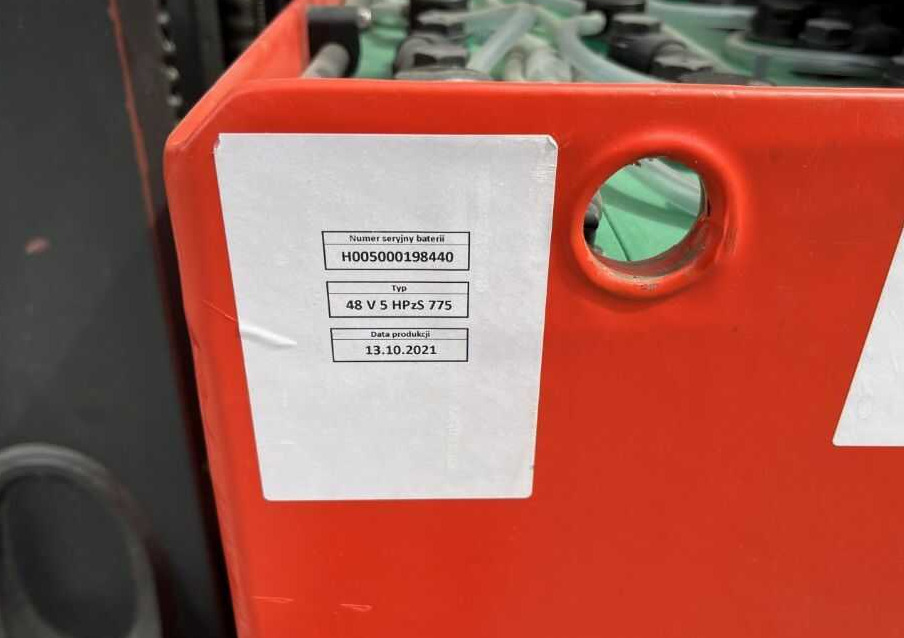 Numer seryjny baterii
H005000198440
Typ
48 V 5 HPzS 775
Data produkcji
13.10.2021